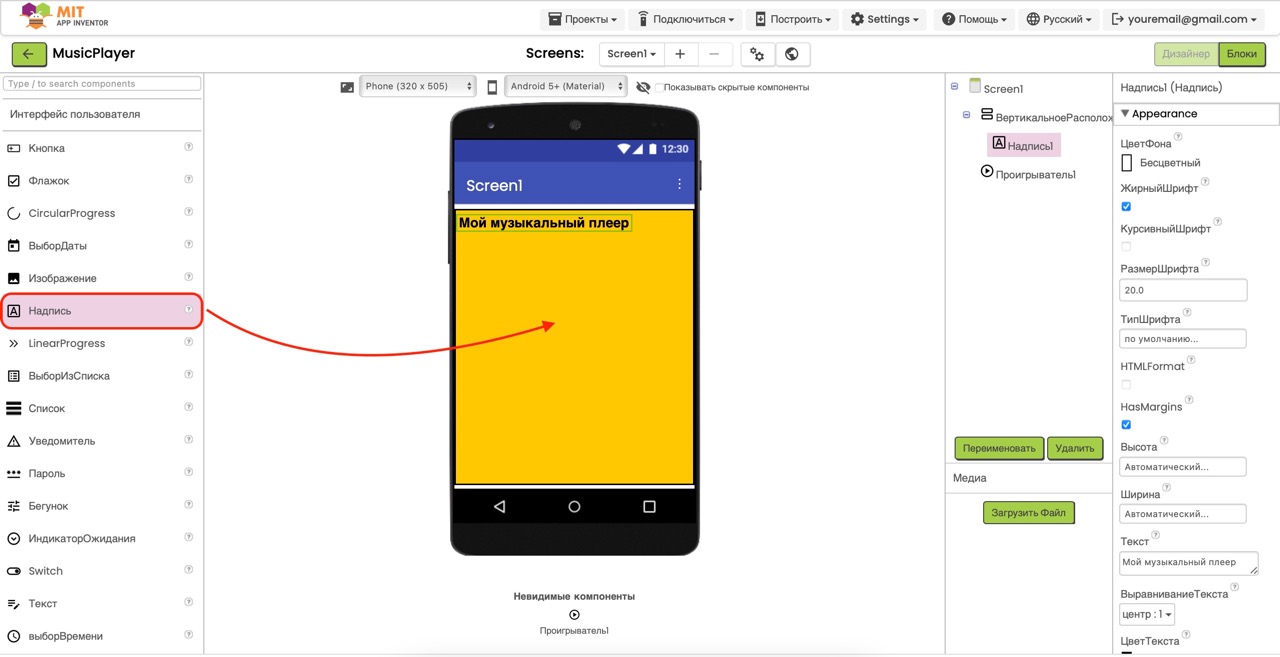 MIT
APP INVENTOR
Проекты
Подключиться
Построить
Settings
Помощь
Русский
youremail@gmail.com
MusicPlayer
Screens:
Screen1
Дизайнер
Блоки
Type / to search components
Интерфейс пользователя
Кнопка
Флажок
CircularProgress
ВыборДаты
Изображение
Надпись
LinearProgress
ВыборИзСписка
Список
Уведомитель
Пароль
Бегунок
ИндикаторОжидания
Switch
Текст
выборВремени
Phone (320 x 505)
Android 5+ (Material)
Показывать скрытые компоненты
12:30
Screen1
Мой музыкальный плеер
Невидимые компоненты
Проигрыватель1
Screen1
ВертикальноеРасполож
Надпись1
Проигрыватель1
Переименовать
Удалить
Медиа
Загрузить Файл
Надпись1 (Надпись)
Appearance
ЦветФона
Бесцветный
ЖирныйШрифт
КурсивныйШрифт
РазмерШрифта
20.0
ТипШрифта
по умолчанию...
HTMLFormat
HasMargins
Высота
Автоматический...
Ширина
Автоматический...
Текст
Мой музыкальный плеер
ВыравниваниеТекста
центр : 1
ЦветТекста